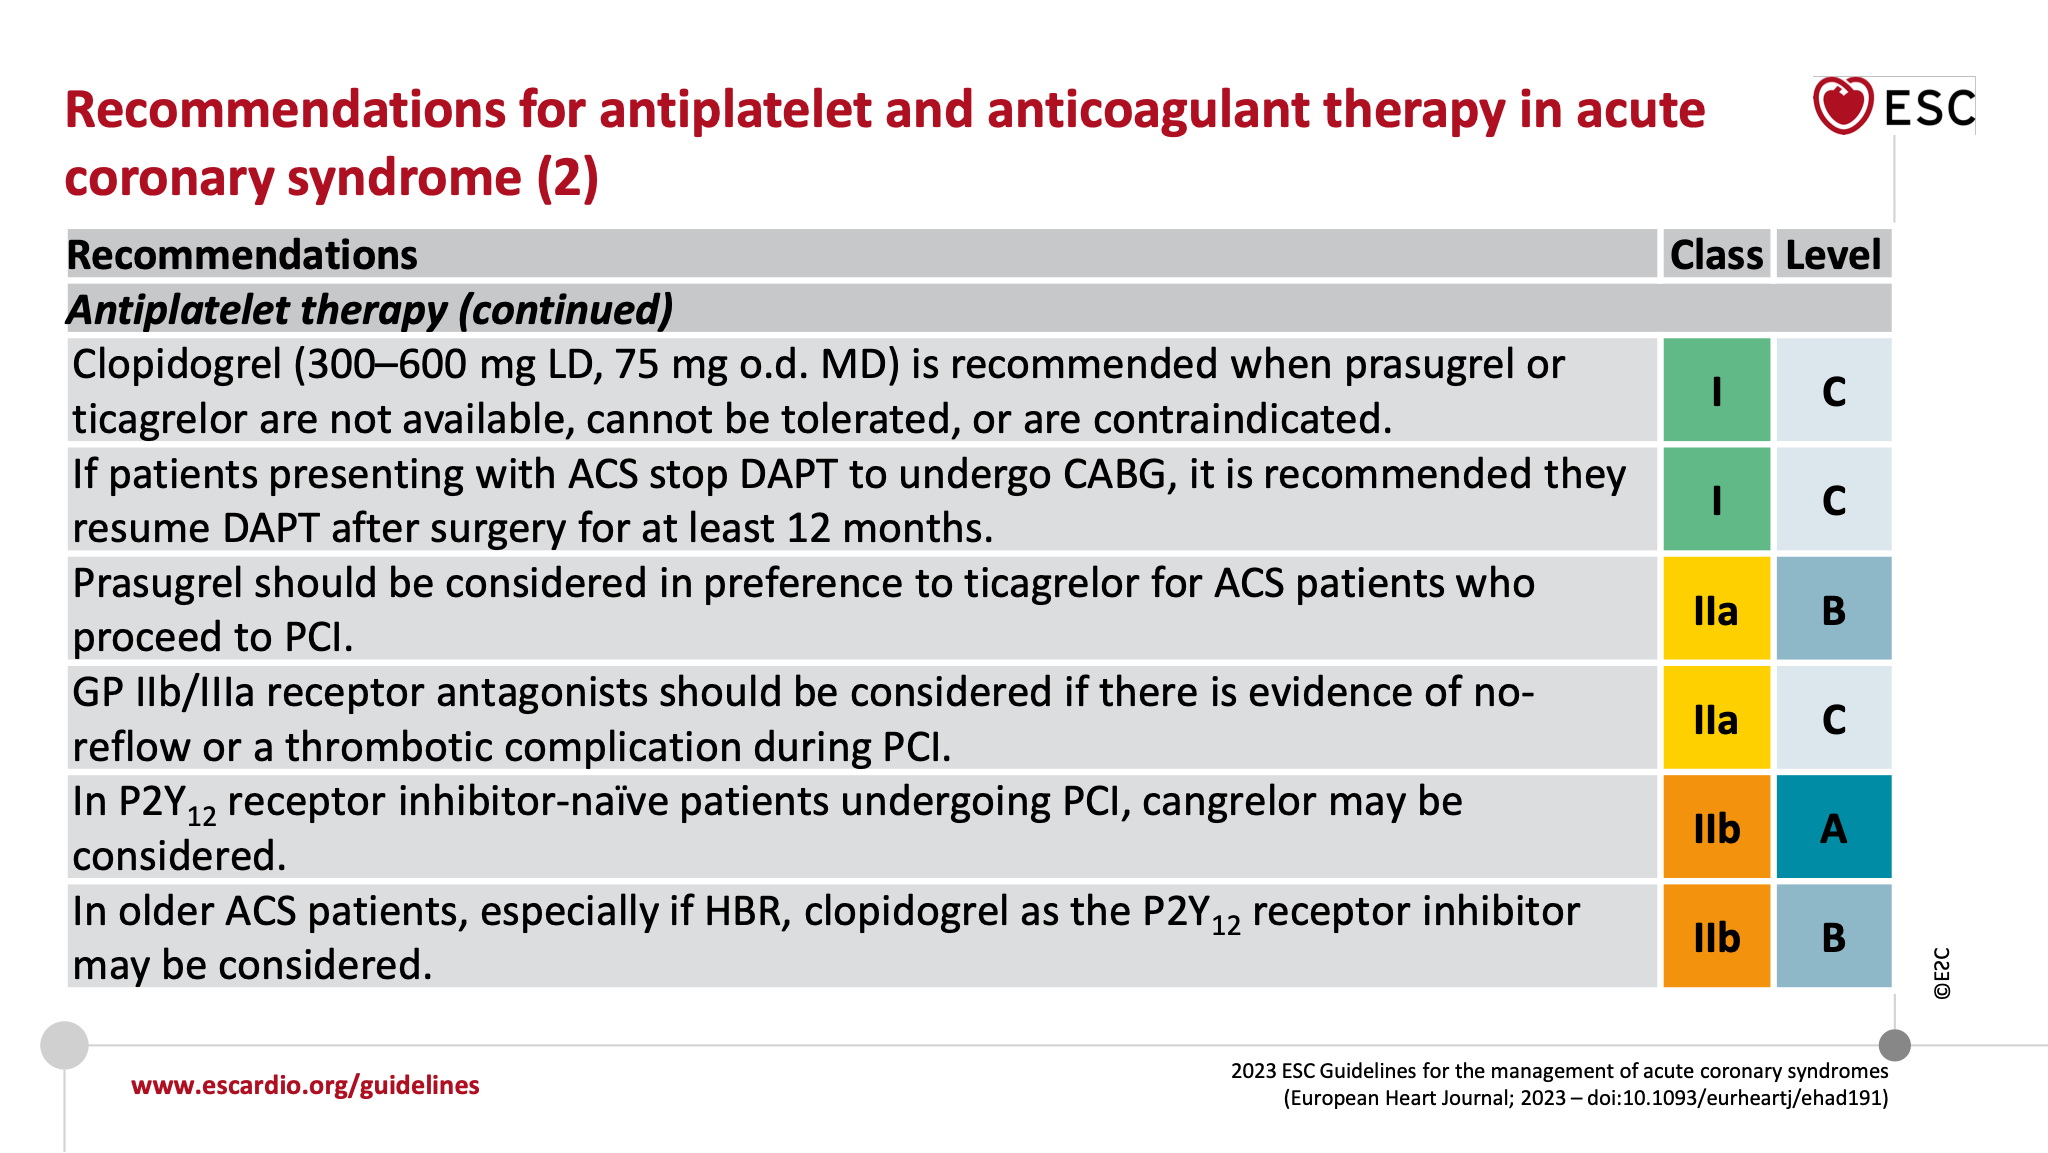 Recommendations for antiplatelet and anticoagulant therapy in acute
coronary syndrome (2)
ESC
Recommendations Class Level
Antiplatelet therapy (continued)
Clopidogrel (300–600 mg LD, 75 mg o.d. MD) is recommended when prasugrel or
ticagrelor are not available, cannot be tolerated, or are contraindicated.
I C
If patients presenting with ACS stop DAPT to undergo CABG, it is recommended they
resume DAPT after surgery for at least 12 months.
I C
Prasugrel should be considered in preference to ticagrelor for ACS patients who
proceed to PCI.
IIa B
GP IIb/IIIa receptor antagonists should be considered if there is evidence of no-
reflow or a thrombotic complication during PCI.
IIa C
In P2Y₁₂ receptor inhibitor-naïve patients undergoing PCI, cangrelor may be
considered.
IIb A
In older ACS patients, especially if HBR, clopidogrel as the P2Y₁₂ receptor inhibitor
may be considered.
IIb B
©ESC
www.escardio.org/guidelines
2023 ESC Guidelines for the management of acute coronary syndromes
(European Heart Journal; 2023 – doi:10.1093/eurheartj/ehad191)